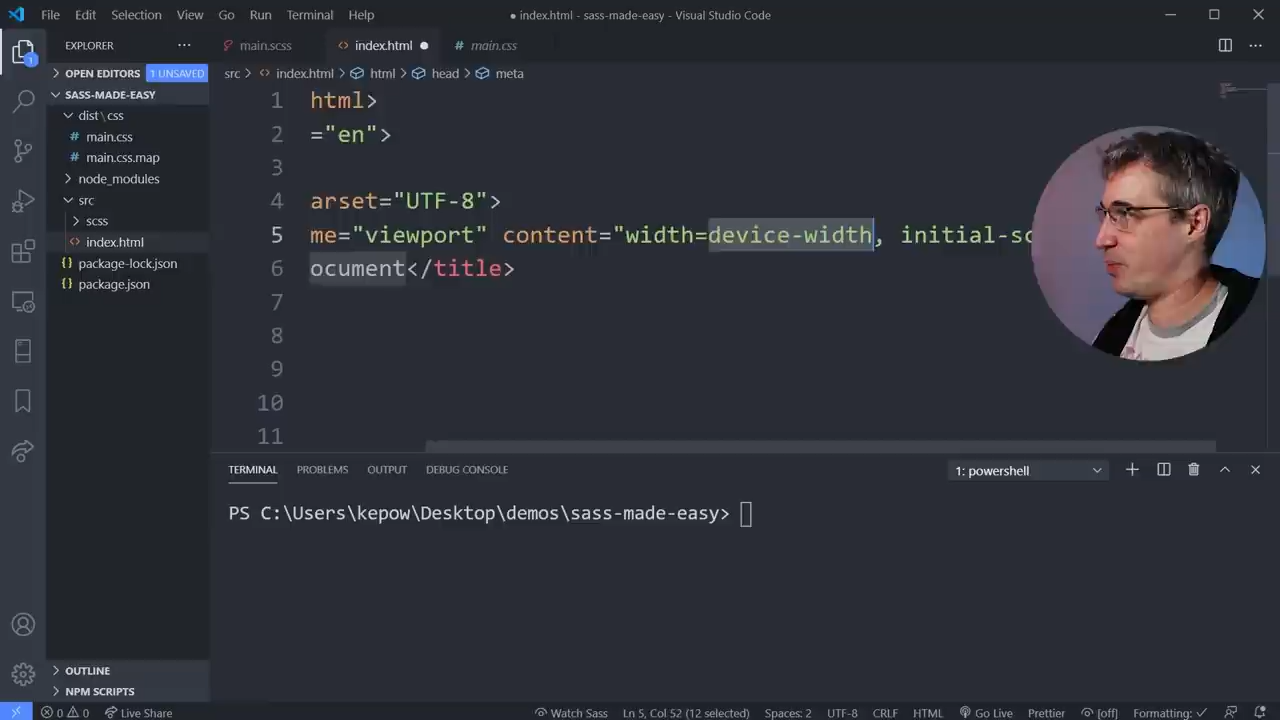 File Edit Selection View Go Run Terminal Help
● index.html - sass-made-easy - Visual Studio Code
EXPLORER
main.scss
index.html
main.css
OPEN EDITORS 1 UNSAVED
src > index.html > html > head > meta
SASS-MADE-EASY
dist\css
main.css
main.css.map
node_modules
src
scss
index.html
package-lock.json
package.json
1 html>
2 ="en">
3
4 arset="UTF-8">
5 me="viewport" content="width=device-width, initial-sc
6 ocument</title>
7
8
9
10
11
TERMINAL PROBLEMS OUTPUT DEBUG CONSOLE
1: powershell
PS C:\Users\kepow\Desktop\demos\sass-made-easy>
OUTLINE
NPM SCRIPTS
0 0 Live Share
Watch Sass Ln 5, Col 52 (12 selected) Spaces: 2 UTF-8 CRLF HTML Go Live Prettier [off] Formatting: ✓